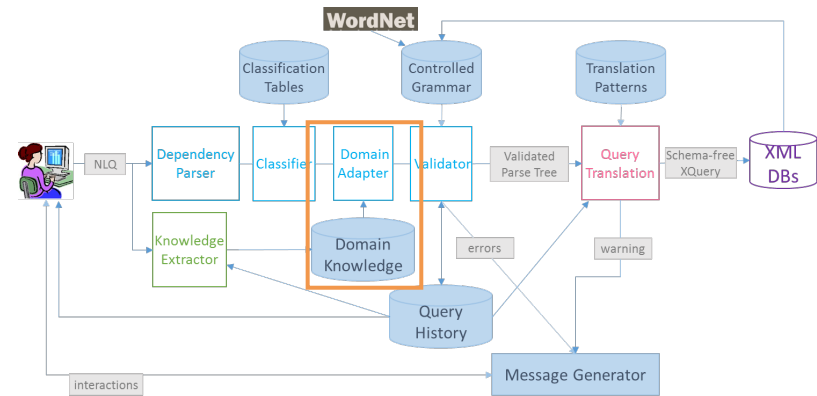 WordNet
Classification
Tables
Controlled
Grammar
Translation
Patterns
NLQ
Dependency
Parser
Classifier
Domain
Adapter
Validator
Validated
Parse Tree
Query
Translation
Schema-free
XQuery
XML
DBs
Knowledge
Extractor
Domain
Knowledge
errors
warning
Query
History
Message Generator
interactions